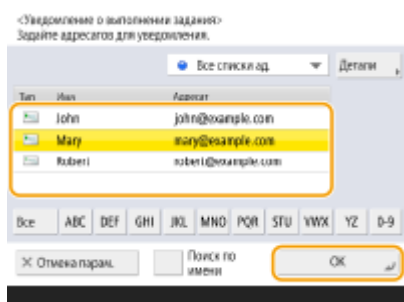 <Уведомление о выполнении задания>
Задайте адресатов для уведомления.
Все списки ад. Детали
Тип Имя Адресат
John john@example.com
Mary mary@example.com
Robert robert@example.com
Все ABC DEF GHI JKL MNO PQR STU VWX YZ 0-9
Отмена парам. Поиск по имени OK